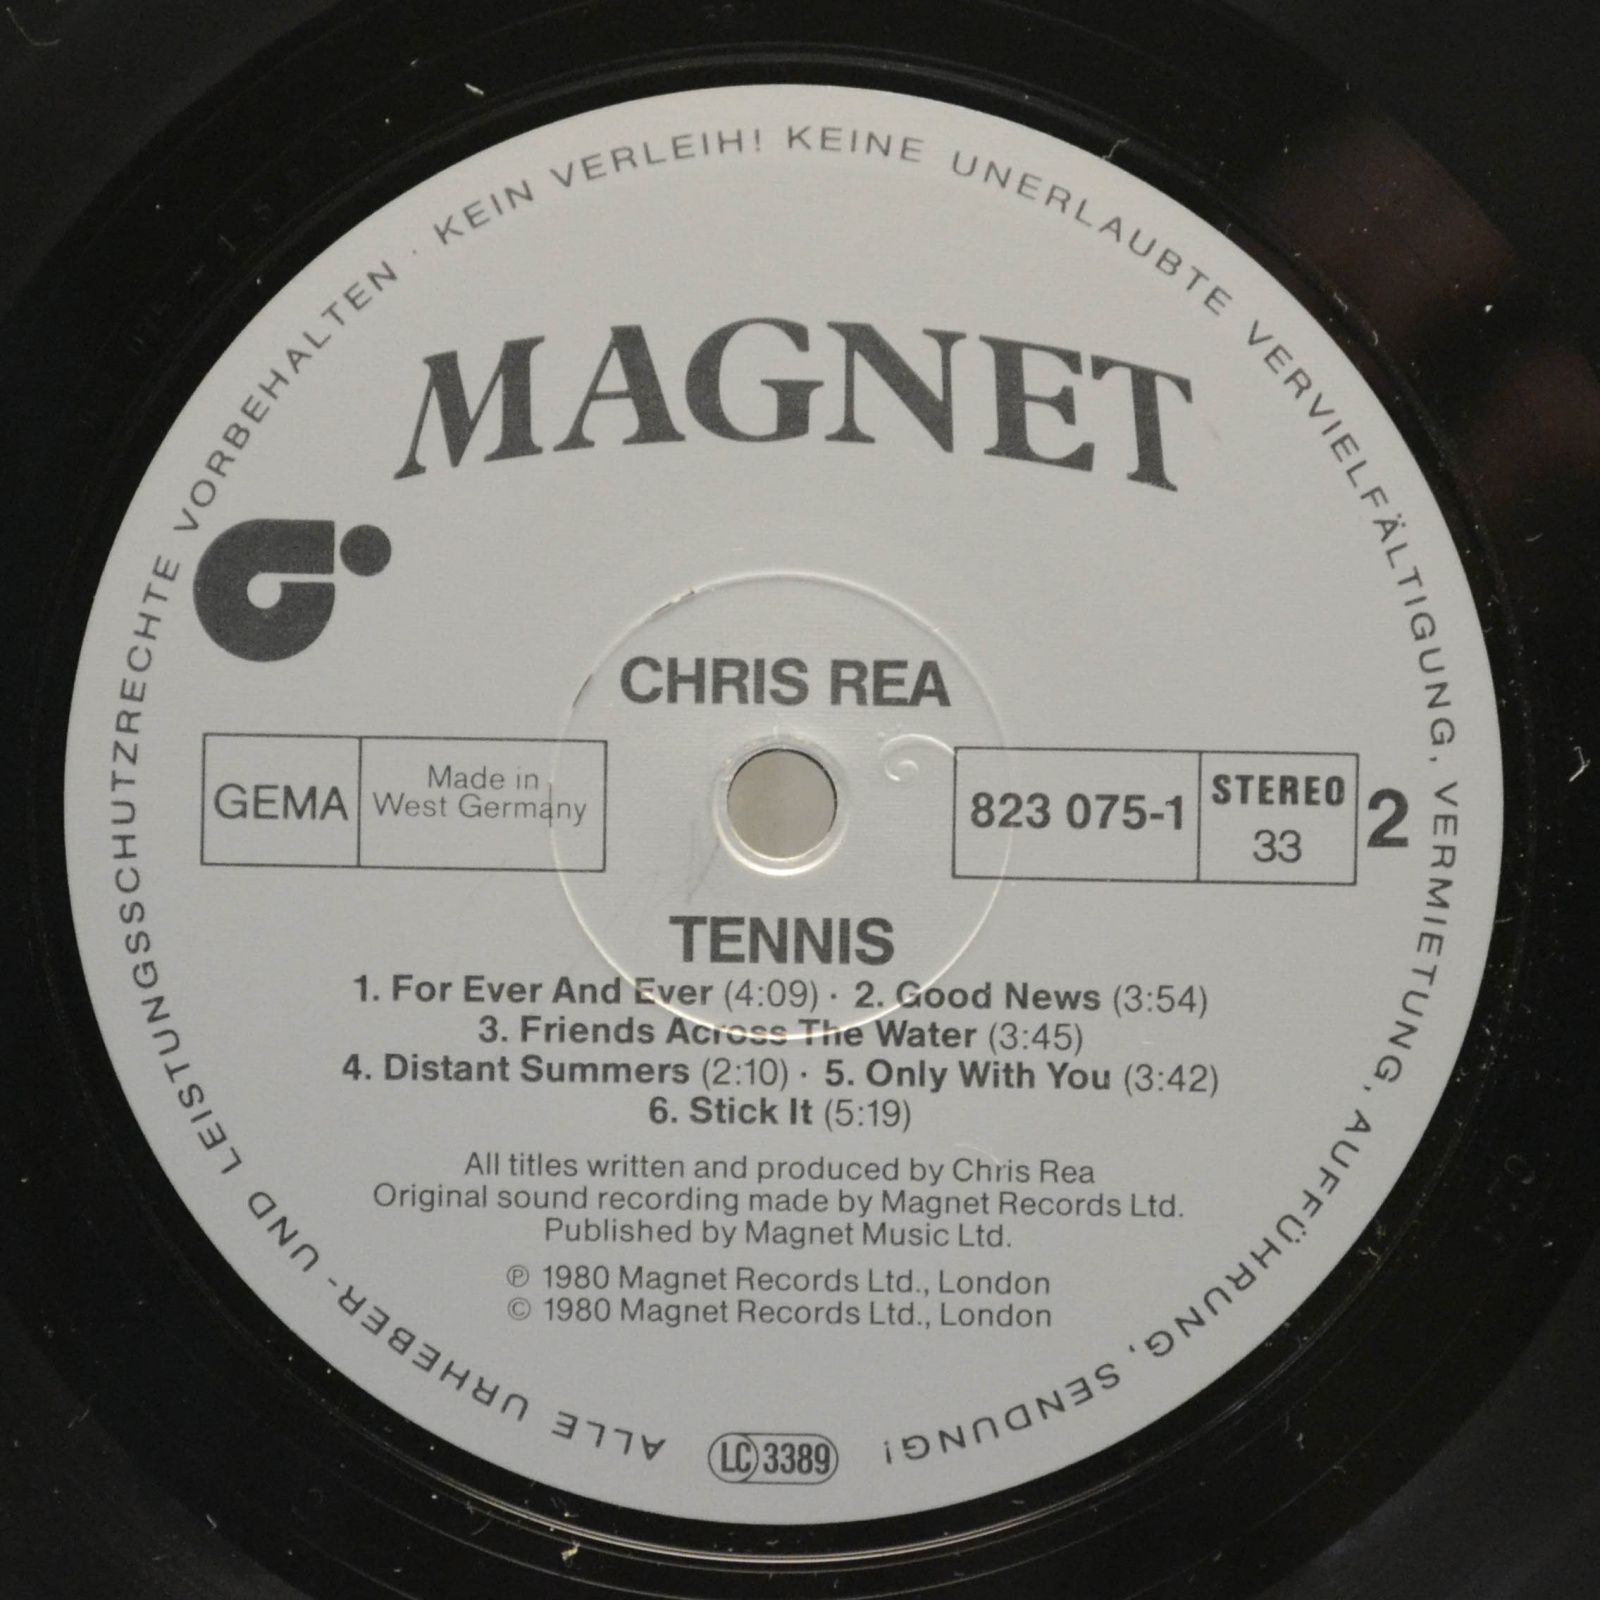 ALLE URHEBER- UND LEISTUNGSSCHUTZRECHTE VORBEHALTEN · KEIN VERLEIH! KEINE UNERLAUBTE VERVIELFÄLTIGUNG, VERMIETUNG, AUFFÜHRUNG, SENDUNG!
MAGNET
CHRIS REA
GEMA
Made in
West Germany
823 075-1
STEREO
33
2
TENNIS
1. For Ever And Ever (4:09) · 2. Good News (3:54)
3. Friends Across The Water (3:45)
4. Distant Summers (2:10) · 5. Only With You (3:42)
6. Stick It (5:19)
All titles written and produced by Chris Rea
Original sound recording made by Magnet Records Ltd.
Published by Magnet Music Ltd.
℗ 1980 Magnet Records Ltd., London
© 1980 Magnet Records Ltd., London
LC 3389